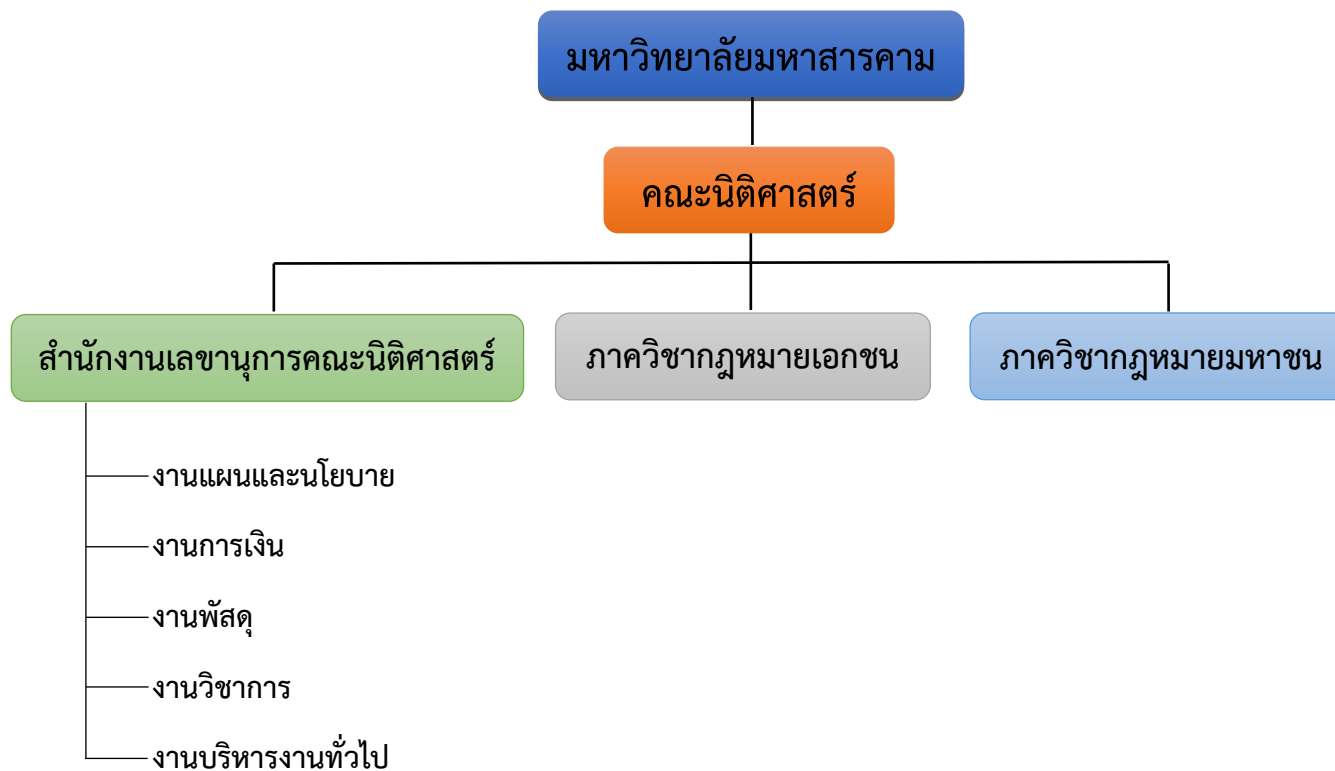 มหาวิทยาลัยมหาสารคาม
คณะนิติศาสตร์
สำนักงานเลขานุการคณะนิติศาสตร์
ภาควิชากฎหมายเอกชน
ภาควิชากฎหมายมหาชน
งานแผนและนโยบาย
งานการเงิน
งานพัสดุ
งานวิชาการ
งานบริหารงานทั่วไป